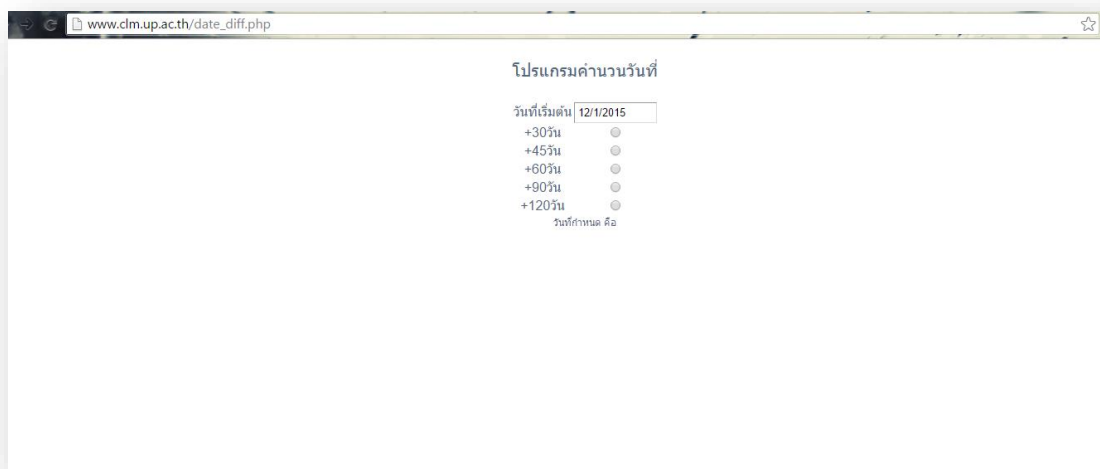 www.clm.up.ac.th/date_diff.php
โปรแกรมคำนวนวันที่
วันที่เริ่มต้น 12/1/2015
+30วัน
+45วัน
+60วัน
+90วัน
+120วัน
วันที่กำหนด คือ